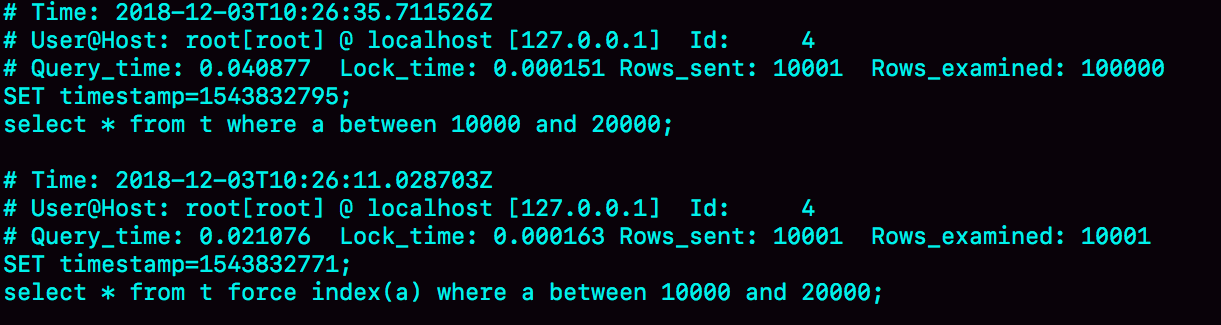 # Time: 2018-12-03T10:26:35.711526Z
# User@Host: root[root] @ localhost [127.0.0.1]  Id:     4
# Query_time: 0.040877  Lock_time: 0.000151 Rows_sent: 10001  Rows_examined: 100000
SET timestamp=1543832795;
select * from t where a between 10000 and 20000;

# Time: 2018-12-03T10:26:11.028703Z
# User@Host: root[root] @ localhost [127.0.0.1]  Id:     4
# Query_time: 0.021076  Lock_time: 0.000163 Rows_sent: 10001  Rows_examined: 10001
SET timestamp=1543832771;
select * from t force index(a) where a between 10000 and 20000;